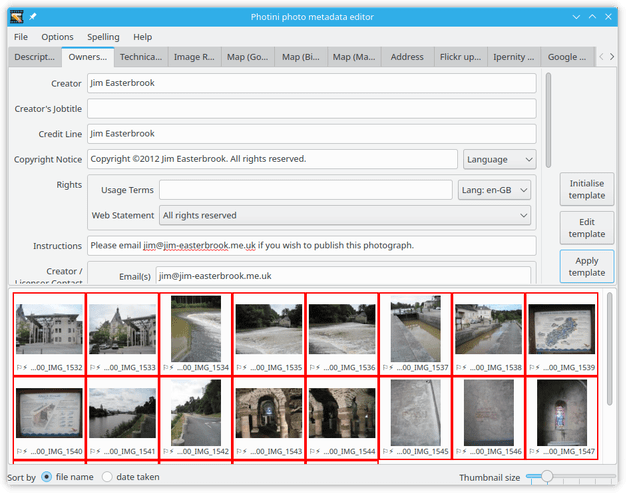 Photini photo metadata editor
File Options Spelling Help
Descript... Owners... Technica... Image R... Map (Go... Map (Bi... Map (Ma... Address Flickr up... Ipernity ... Google ...
Creator Jim Easterbrook
Creator's Jobtitle
Credit Line Jim Easterbrook
Copyright Notice Copyright ©2012 Jim Easterbrook. All rights reserved. Language
Rights Usage Terms Lang: en-GB
Web Statement All rights reserved
Initialise template
Edit template
Instructions Please email jim@jim-easterbrook.me.uk if you wish to publish this photograph.
Apply template
Creator / Licensor Contact Email(s) jim@jim-easterbrook.me.uk
...00_IMG_1532 ...00_IMG_1533 ...00_IMG_1534 ...00_IMG_1535 ...00_IMG_1536 ...00_IMG_1537 ...00_IMG_1538 ...00_IMG_1539
...00_IMG_1540 ...00_IMG_1541 ...00_IMG_1542 ...00_IMG_1543 ...00_IMG_1544 ...00_IMG_1545 ...00_IMG_1546 ...00_IMG_1547
Sort by file name date taken Thumbnail size